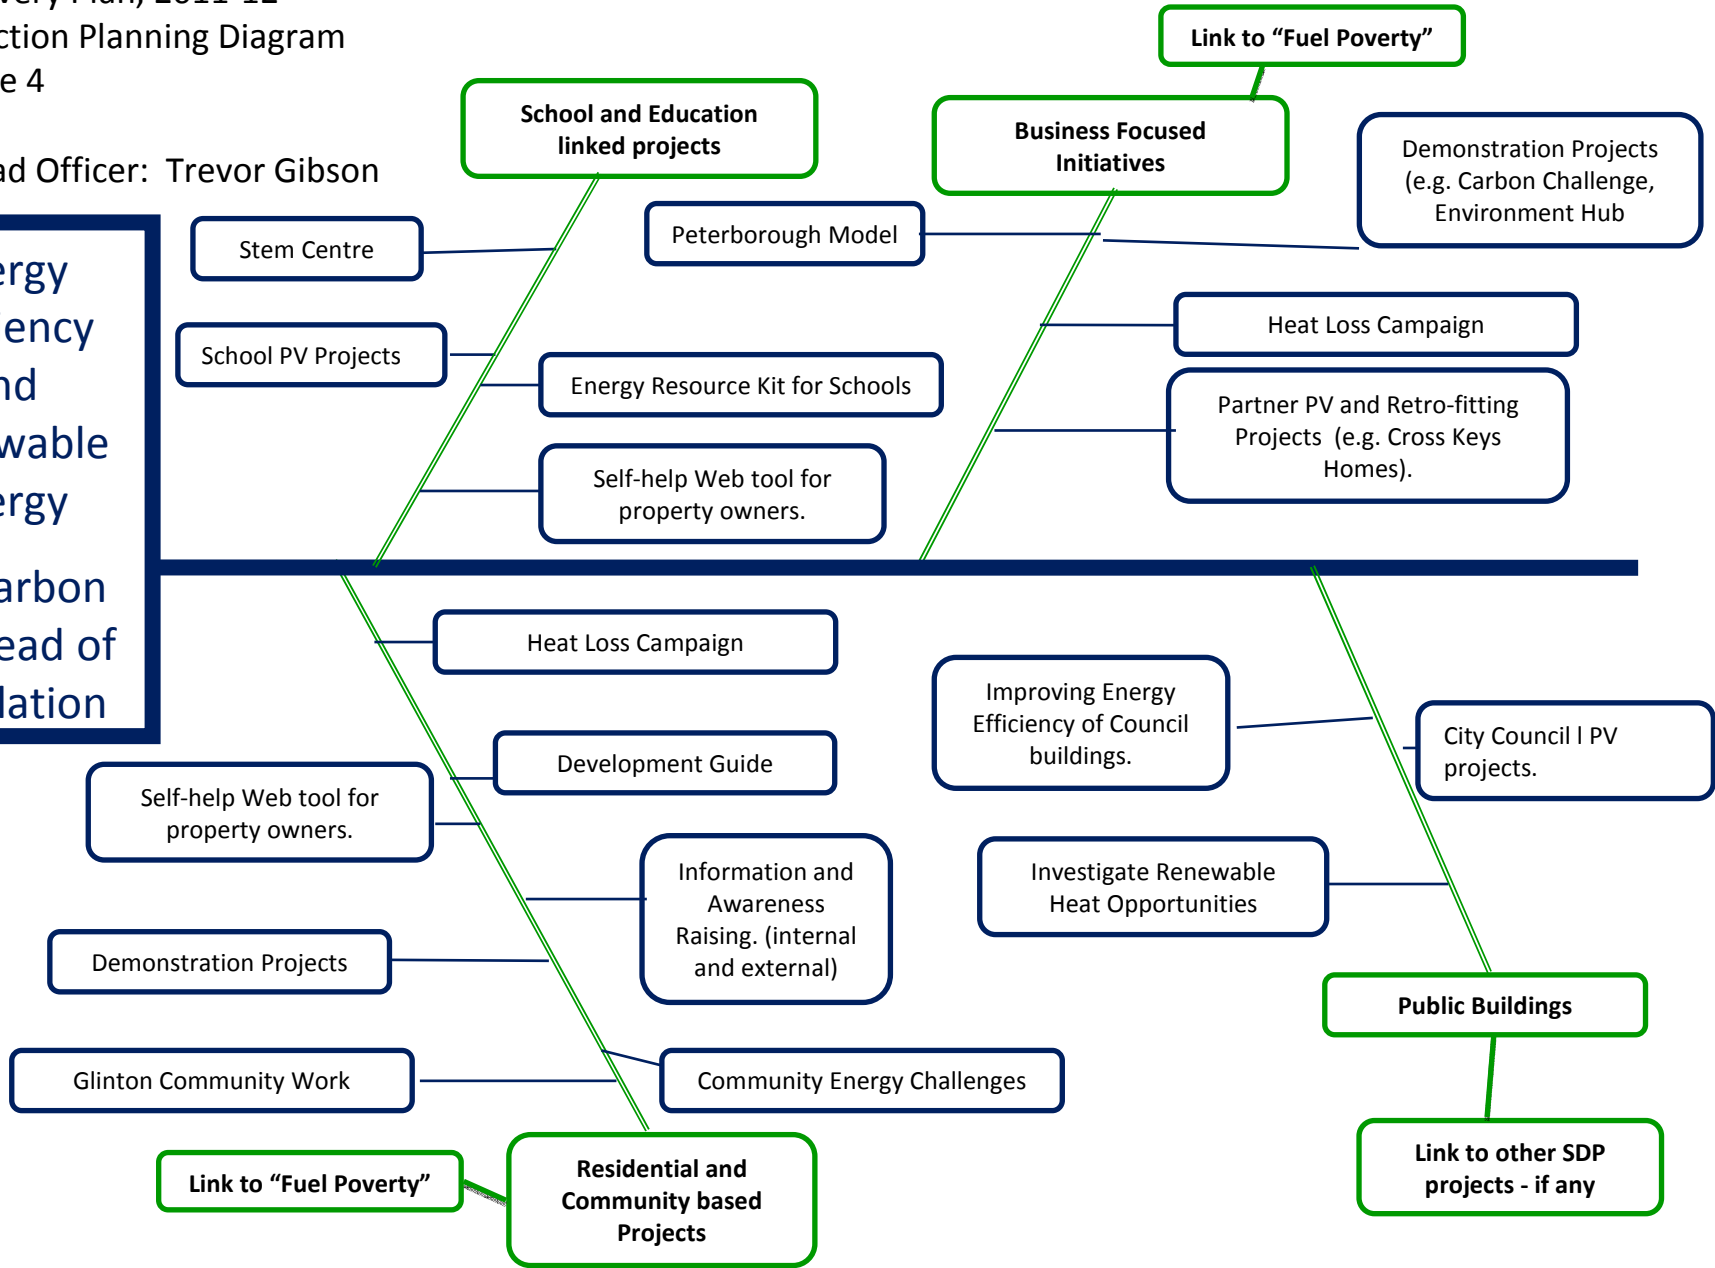 ction Planning Diagram
e 4
ad Officer: Trevor Gibson
ergy
iency
nd
wable
ergy
arbon
ead of
lation
School and Education
linked projects
Stem Centre
School PV Projects
Energy Resource Kit for Schools
Self-help Web tool for
property owners.
Link to “Fuel Poverty”
Business Focused
Initiatives
Peterborough Model
Demonstration Projects
(e.g. Carbon Challenge,
Environment Hub
Heat Loss Campaign
Partner PV and Retro-fitting
Projects (e.g. Cross Keys
Homes).
Heat Loss Campaign
Development Guide
Self-help Web tool for
property owners.
Information and
Awareness
Raising. (internal
and external)
Demonstration Projects
Glinton Community Work
Community Energy Challenges
Link to “Fuel Poverty”
Residential and
Community based
Projects
Improving Energy
Efficiency of Council
buildings.
City Council l PV
projects.
Investigate Renewable
Heat Opportunities
Public Buildings
Link to other SDP
projects - if any